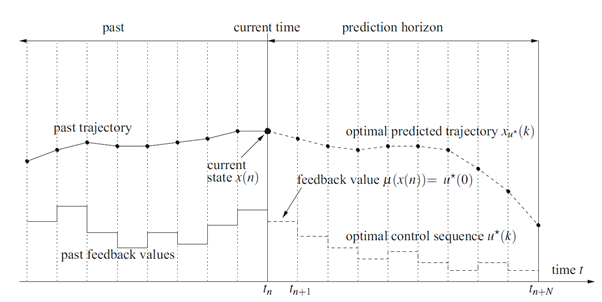 past
current time
prediction horizon
past trajectory
optimal predicted trajectory x_{u⋆}(k)
current
state x(n)
feedback value μ(x(n)) = u⋆(0)
past feedback values
optimal control sequence u⋆(k)
time t
t_n
t_{n+1}
t_{n+N}